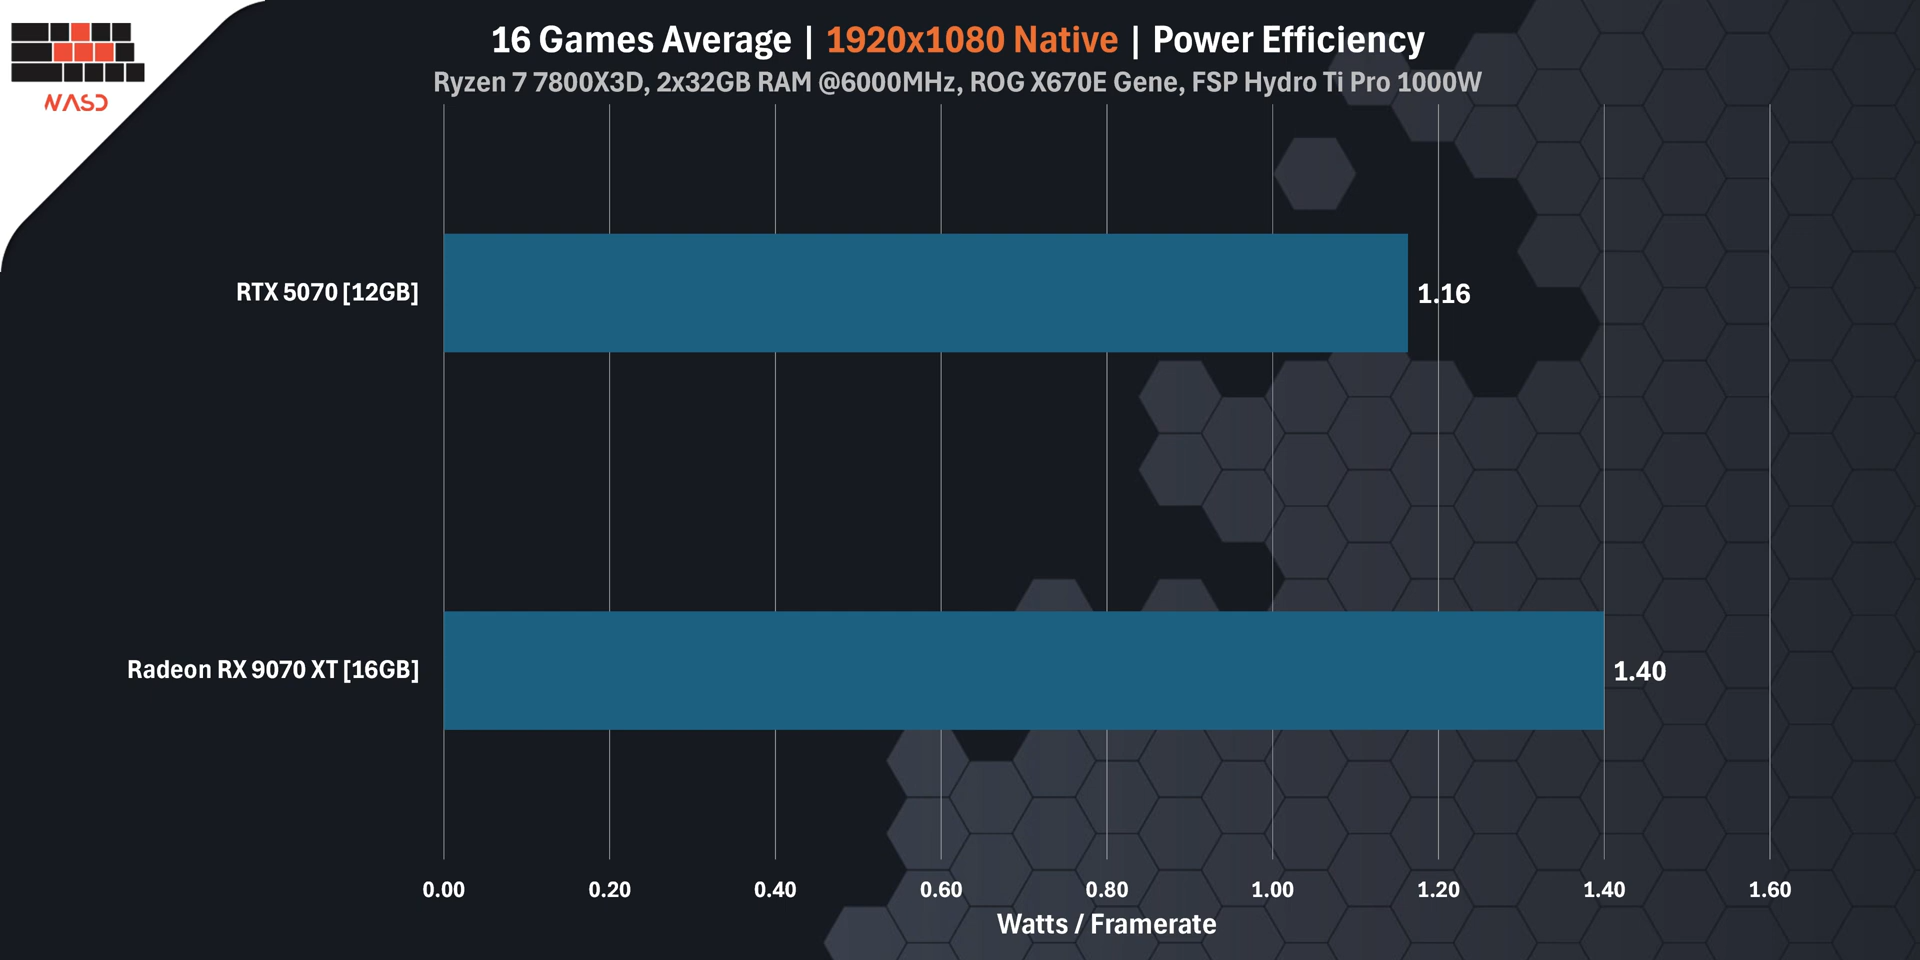 16 Games Average | 1920x1080 Native | Power Efficiency
Ryzen 7 7800X3D, 2x32GB RAM @6000MHz, ROG X670E Gene, FSP Hydro Ti Pro 1000W
WASD
RTX 5070 [12GB]
1.16
Radeon RX 9070 XT [16GB]
1.40
0.00 0.20 0.40 0.60 0.80 1.00 1.20 1.40 1.60
Watts / Framerate